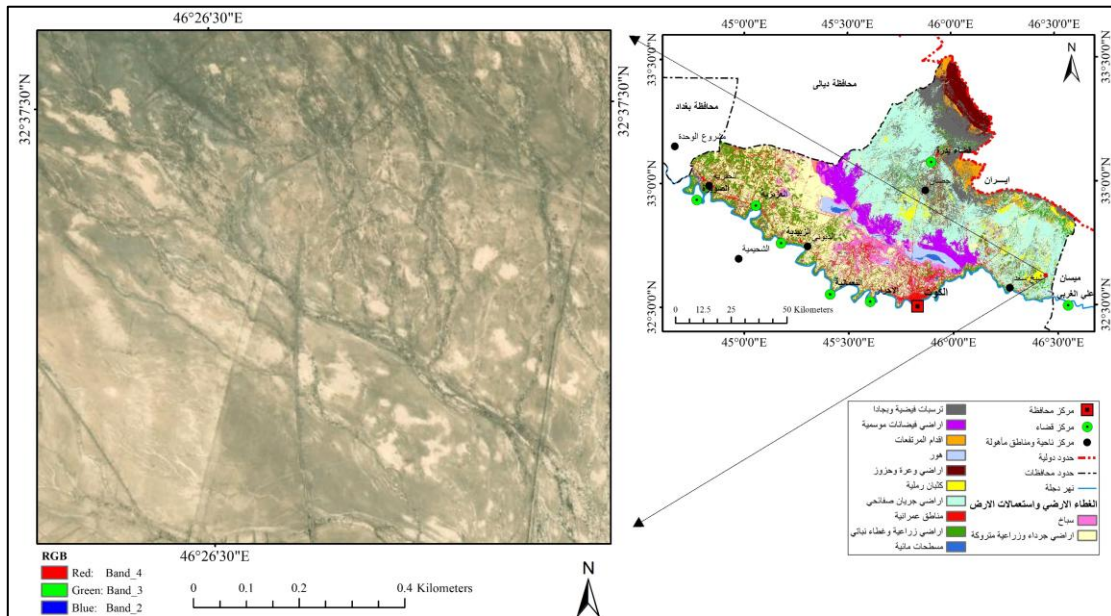 46°26'30"E
32°37'30"N
32°37'30"N
46°26'30"E
RGB
Red: Band_4
Green: Band_3
Blue: Band_2
0 0.1 0.2 0.4 Kilometers
N
45°0'0"E 45°30'0"E 46°0'0"E 46°30'0"E
33°30'0"N
33°0'0"N
32°30'0"N
33°30'0"N
33°0'0"N
32°30'0"N
N
محافظة ديالى
محافظة بغداد
مشروع الوحدة
ايـــران
جصان
الشحيمية
ميسان
علي الغربي
الكوت
0 12.5 25 50 Kilometers
45°0'0"E 45°30'0"E 46°0'0"E 46°30'0"E
مركز محافظة
مركز قضاء
مركز ناحية ومناطق مأهولة
حدود دولية
حدود محافظات
نهر دجلة
الغطاء الارضي واستعمالات الارض
سباخ
اراضي جرداء وزراعية متروكة
ترسبات فيضية وبجادا
اراضي فيضانات موسمية
اقدام المرتفعات
هور
اراضي وعرة وحزوز
كثبان رملية
اراضي جريان صفائحي
مناطق عمرانية
اراضي زراعية وغطاء نباتي
مسطحات مائية